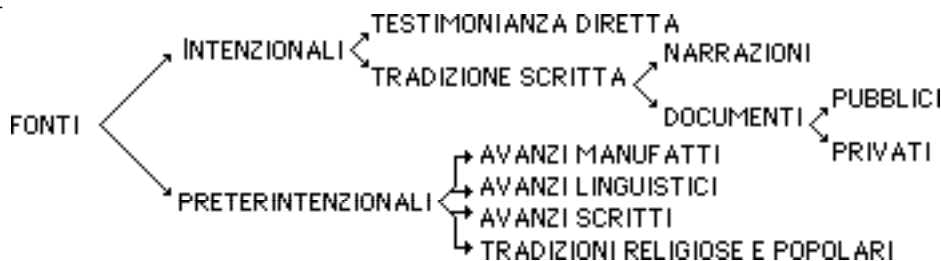 TESTIMONIANZA DIRETTA
INTENZIONALI
NARRAZIONI
TRADIZIONE SCRITTA
PUBBLICI
DOCUMENTI
FONTI
PRIVATI
AVANZI MANUFATTI
AVANZI LINGUISTICI
PRETERINTENZIONALI
AVANZI SCRITTI
TRADIZIONI RELIGIOSE E POPOLARI